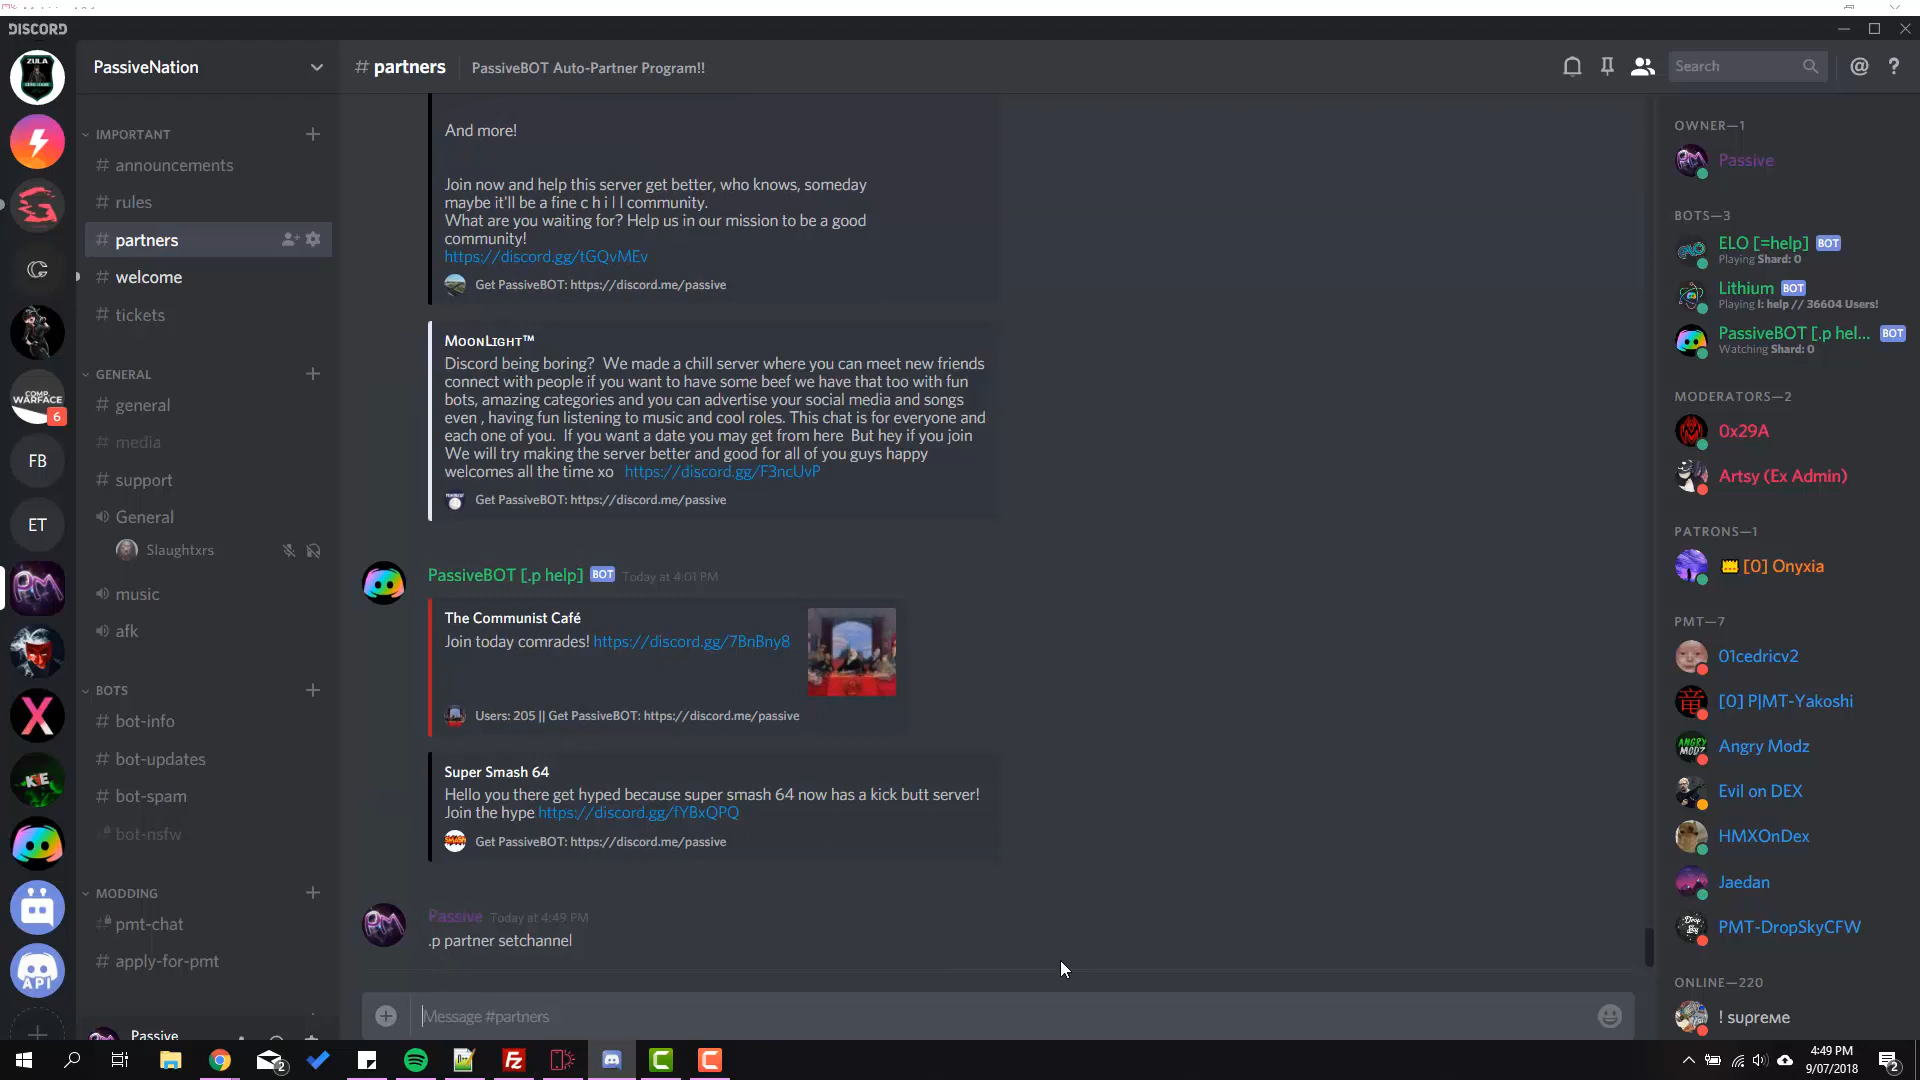 DISCORD
PassiveNation
# partners
PassiveBOT Auto-Partner Program!!
Search
@
?
IMPORTANT
# announcements
# rules
# partners
# welcome
# tickets
GENERAL
# general
# media
# support
General
Slaughtxrs
music
afk
BOTS
# bot-info
# bot-updates
# bot-spam
bot-nsfw
MODDING
# pmt-chat
# apply-for-pmt
Passive
ZULA
COMP.
WARFACE
6
FB
ET
PM
X
API
And more!
Join now and help this server get better, who knows, someday
maybe it'll be a fine c h i l l community.
What are you waiting for? Help us in our mission to be a good
community!
https://discord.gg/tGQvMEv
Get PassiveBOT: https://discord.me/passive
MᴏᴏɴLɪɢʜᴛ™
Discord being boring? We made a chill server where you can meet new friends
connect with people if you want to have some beef we have that too with fun
bots, amazing categories and you can advertise your social media and songs
even , having fun listening to music and cool roles. This chat is for everyone and
each one of you. If you want a date you may get from here But hey if you join
We will try making the server better and good for all of you guys happy
welcomes all the time xo https://discord.gg/F3ncUvP
Get PassiveBOT: https://discord.me/passive
PassiveBOT [.p help] BOT Today at 4:01 PM
The Communist Café
Join today comrades! https://discord.gg/7BnBny8
Users: 205 || Get PassiveBOT: https://discord.me/passive
Super Smash 64
Hello you there get hyped because super smash 64 now has a kick butt server!
Join the hype https://discord.gg/fYBxQPQ
Get PassiveBOT: https://discord.me/passive
Passive Today at 4:49 PM
.p partner setchannel
Message #partners
OWNER—1
Passive
BOTS—3
ELO [=help] BOT
Playing Shard: 0
Lithium BOT
Playing l: help // 36604 Users!
PassiveBOT [.p hel... BOT
Watching Shard: 0
MODERATORS—2
0x29A
Artsy (Ex Admin)
PATRONS—1
[0] Onyxia
PMT—7
01cedricv2
[0] P|MT-Yakoshi
Angry Modz
Evil on DEX
HMXOnDex
Jaedan
PMT-DropSkyCFW
ONLINE—220
! suprᴇmᴇ
2
4:49 PM
9/07/2018
2